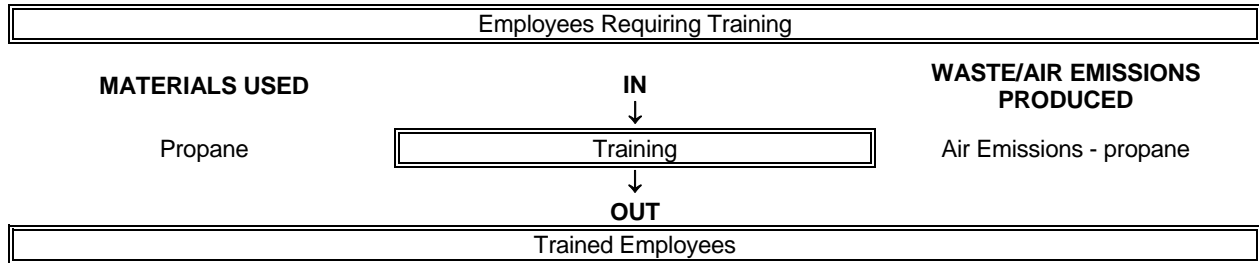 Employees Requiring Training
MATERIALS USED
IN
↓
WASTE/AIR EMISSIONS
PRODUCED
Propane
Training
Air Emissions - propane
↓
OUT
Trained Employees